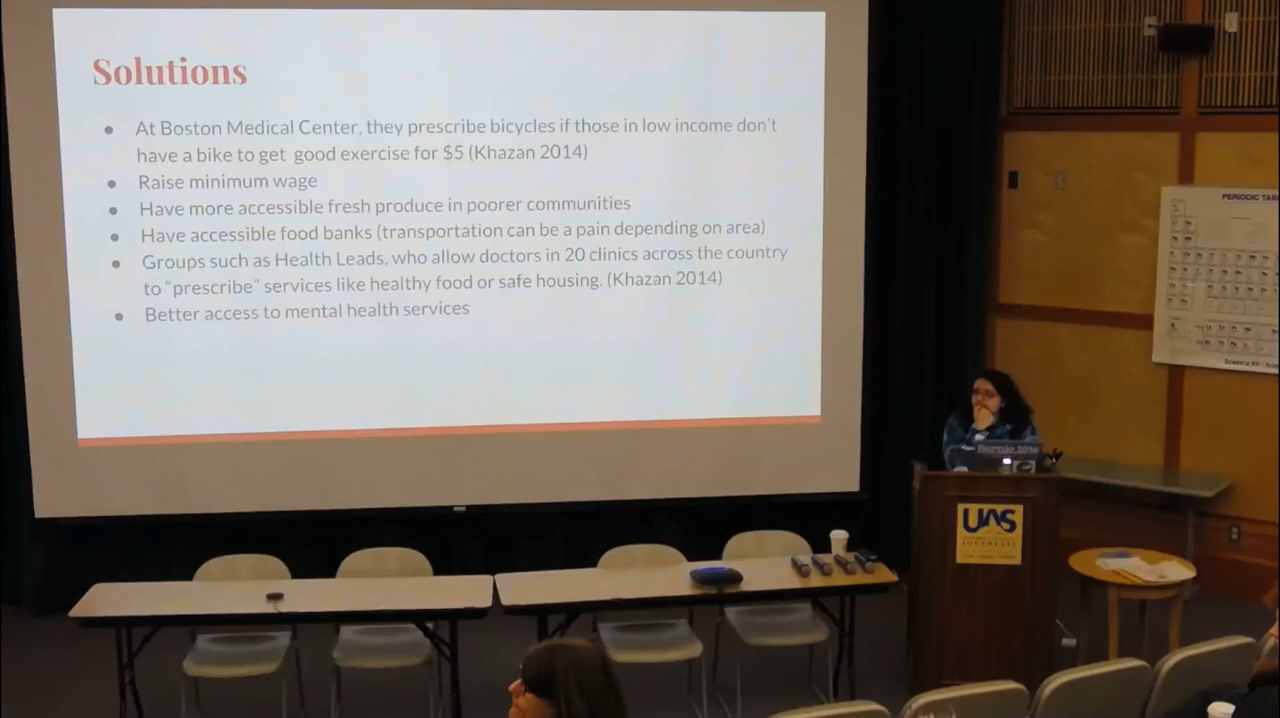 Solutions
● At Boston Medical Center, they prescribe bicycles if those in low income don't
have a bike to get good exercise for $5 (Khazan 2014)
● Raise minimum wage
● Have more accessible fresh produce in poorer communities
● Have accessible food banks (transportation can be a pain depending on area)
● Groups such as Health Leads, who allow doctors in 20 clinics across the country
to "prescribe" services like healthy food or safe housing. (Khazan 2014)
● Better access to mental health services
PERIODIC TAB
Bernie 2016
UAS
SOUTHEAST